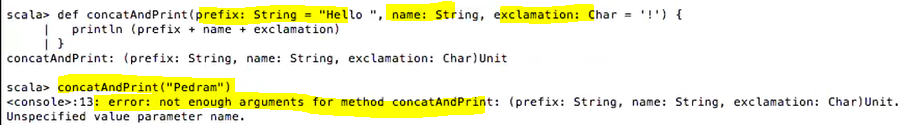 scala> def concatAndPrint(prefix: String = "Hello ", name: String, exclamation: Char = '!') {
| println (prefix + name + exclamation)
| }
concatAndPrint: (prefix: String, name: String, exclamation: Char)Unit
scala> concatAndPrint("Pedram")
<console>:13: error: not enough arguments for method concatAndPrint: (prefix: String, name: String, exclamation: Char)Unit.
Unspecified value parameter name.